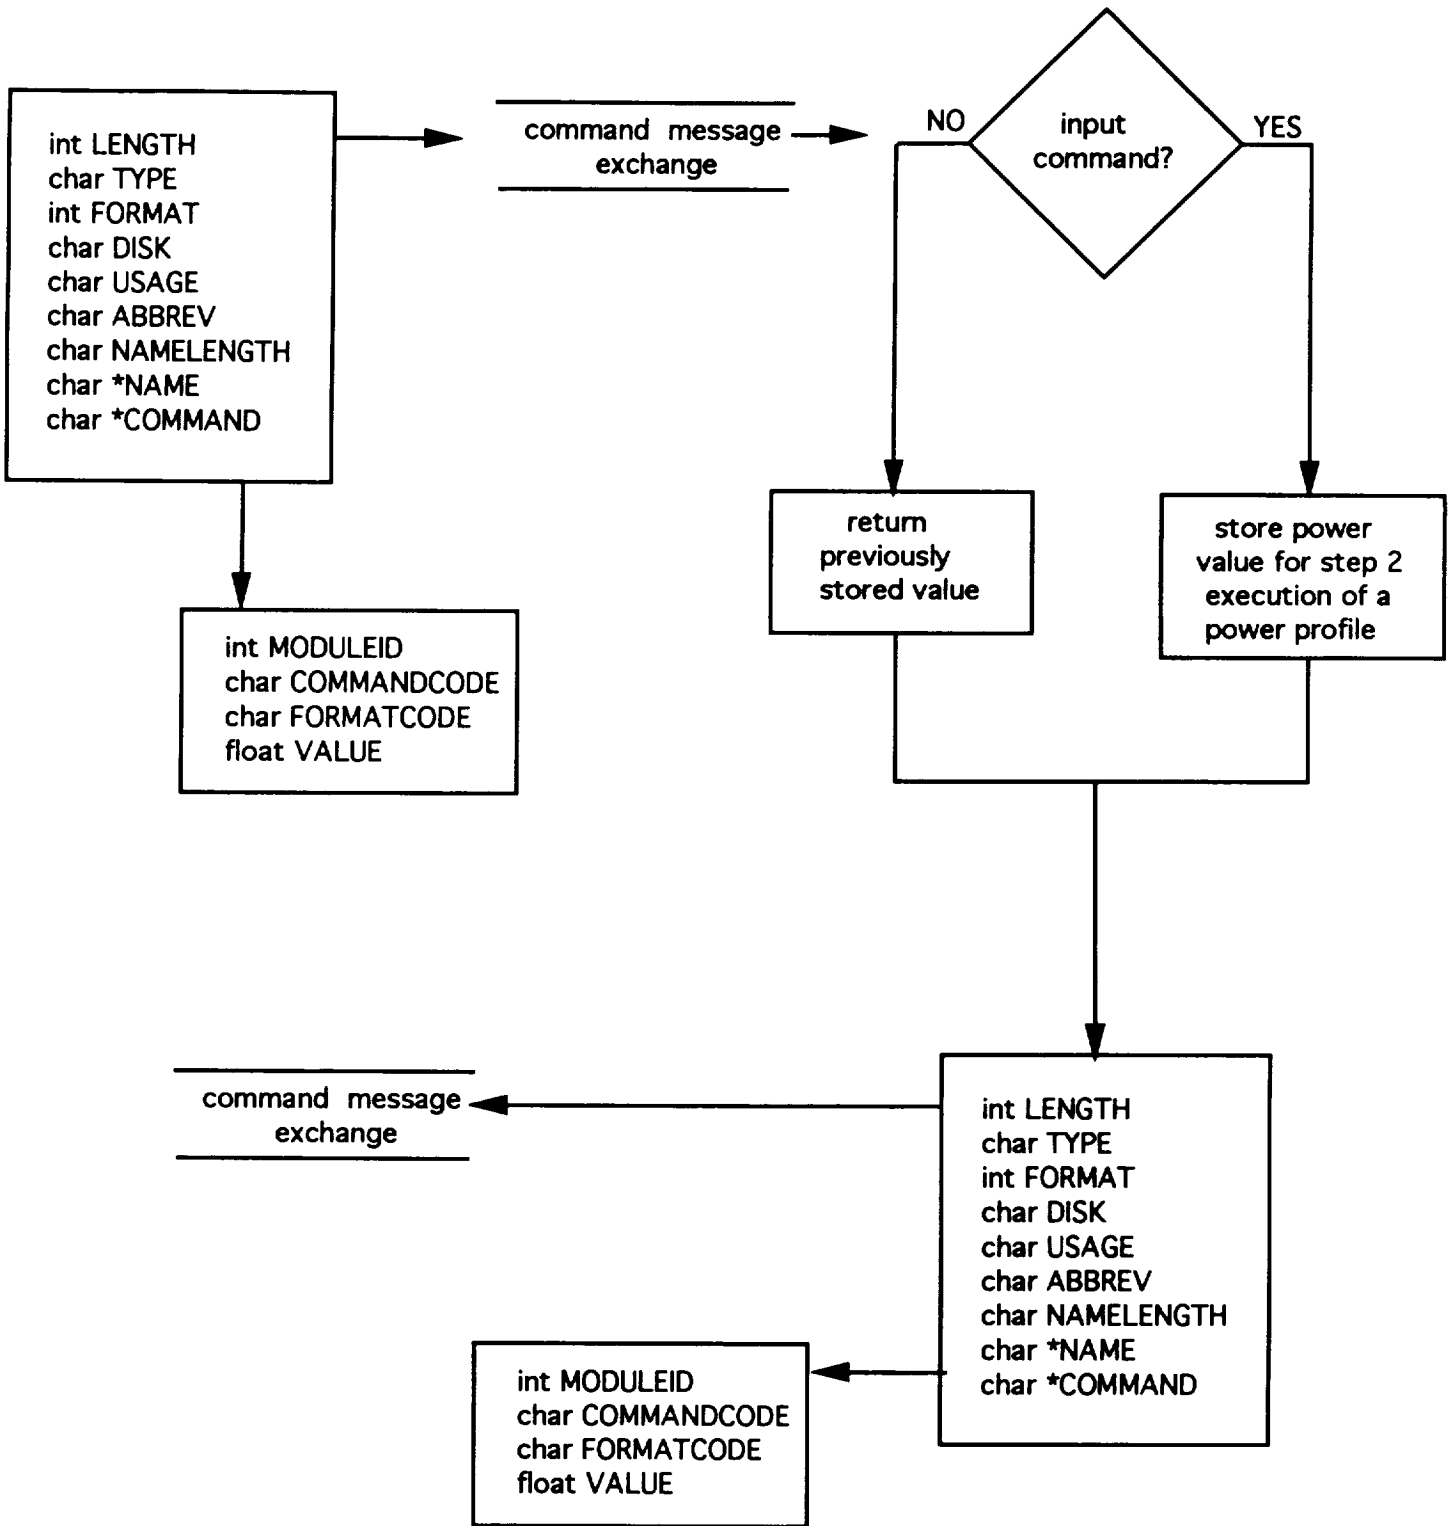 int LENGTH
char TYPE
int FORMAT
char DISK
char USAGE
char ABBREV
char NAMELENGTH
char *NAME
char *COMMAND
command message
exchange
NO
input
command?
YES
int MODULEID
char COMMANDCODE
char FORMATCODE
float VALUE
return
previously
stored value
store power
value for step 2
execution of a
power profile
command message
exchange
int LENGTH
char TYPE
int FORMAT
char DISK
char USAGE
char ABBREV
char NAMELENGTH
char *NAME
char *COMMAND
int MODULEID
char COMMANDCODE
char FORMATCODE
float VALUE